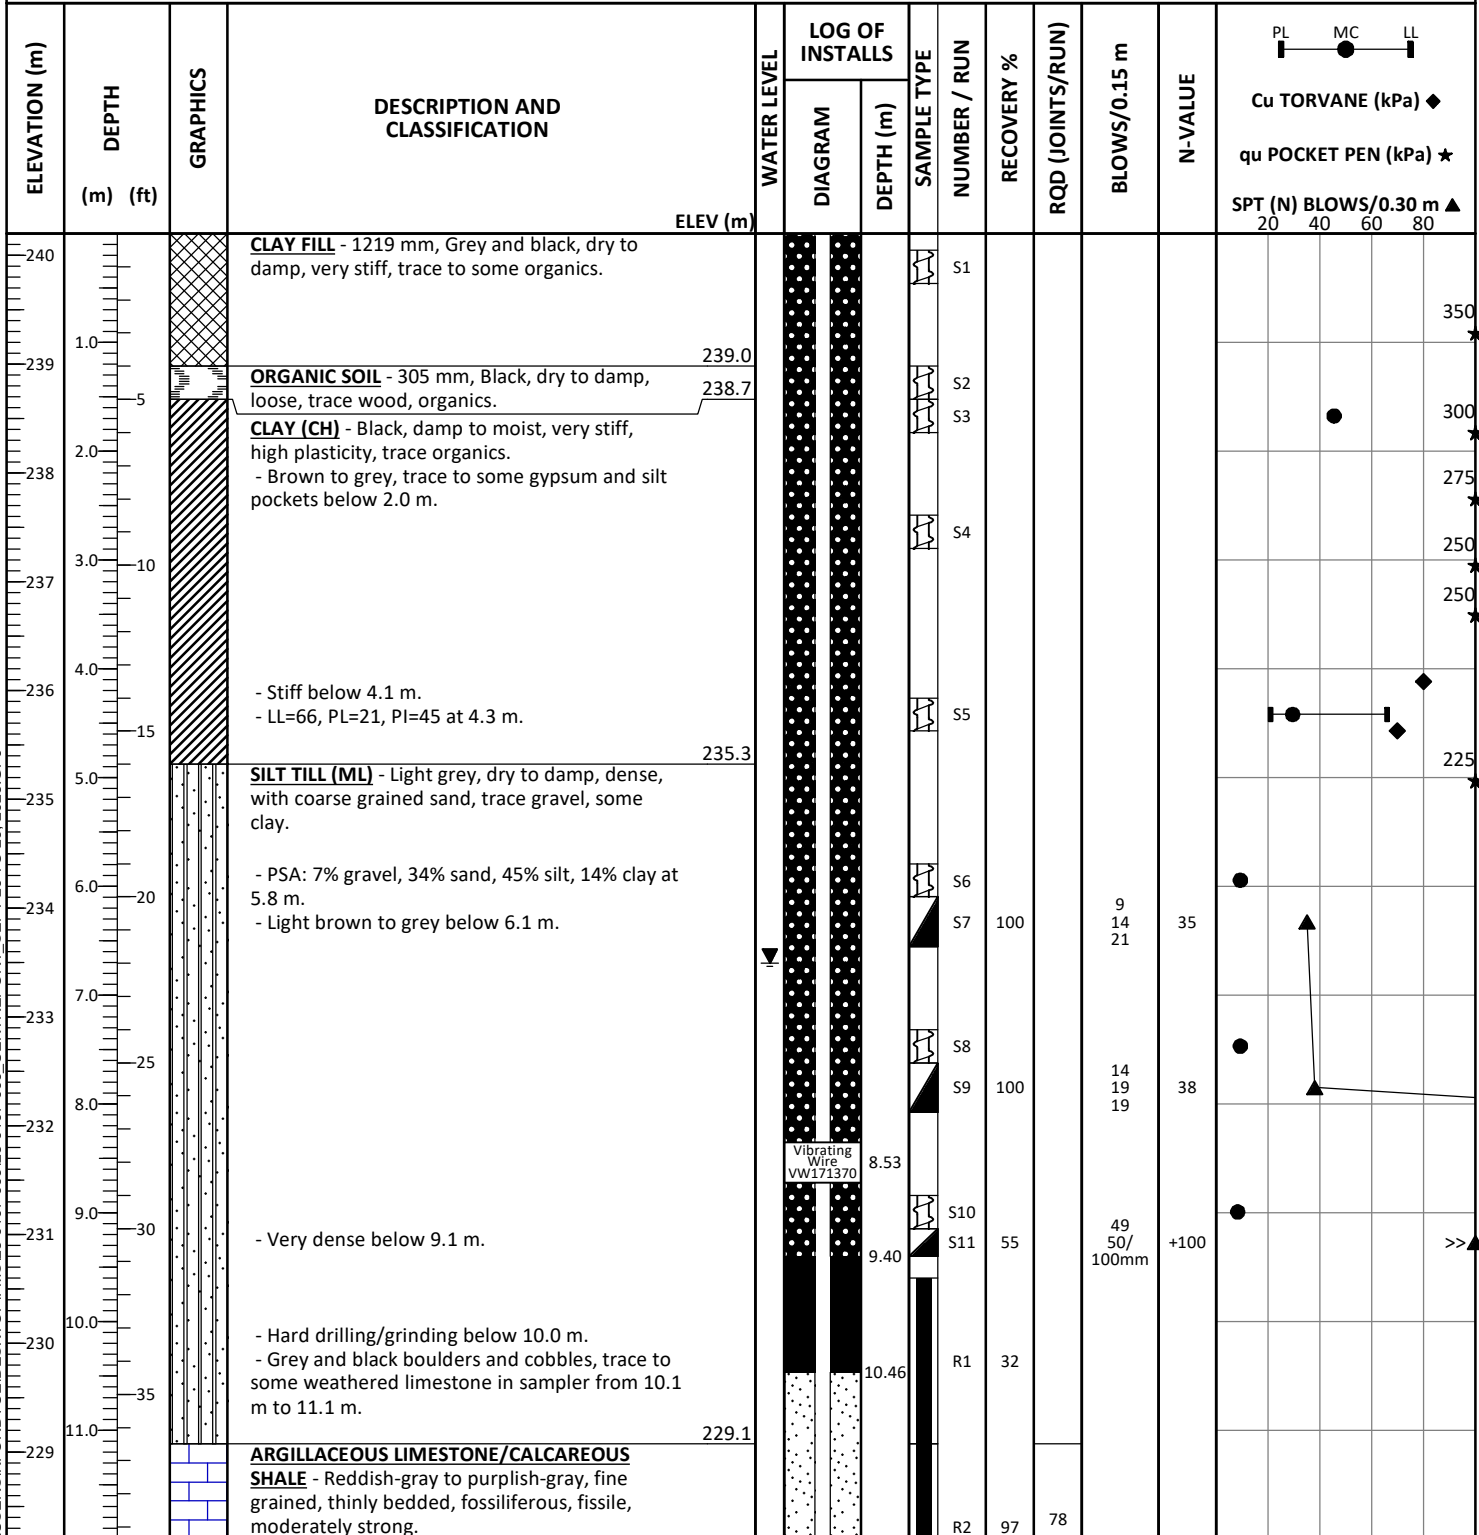 ELEVATION (m)
DEPTH
(m) (ft)
GRAPHICS
DESCRIPTION AND
CLASSIFICATION
ELEV (m)
WATER LEVEL
LOG OF
INSTALLS
DIAGRAM
DEPTH (m)
SAMPLE TYPE
NUMBER / RUN
RECOVERY %
RQD (JOINTS/RUN)
BLOWS/0.15 m
N-VALUE
PL MC LL
Cu TORVANE (kPa) ◆
qu POCKET PEN (kPa) ★
SPT (N) BLOWS/0.30 m ▲
20 40 60 80
240
CLAY FILL - 1219 mm, Grey and black, dry to
damp, very stiff, trace to some organics.
S1
350
1.0
239.0
239
ORGANIC SOIL - 305 mm, Black, dry to damp,
loose, trace wood, organics.
238.7
S2
5
S3
300
CLAY (CH) - Black, damp to moist, very stiff,
high plasticity, trace organics.
2.0
238
- Brown to grey, trace to some gypsum and silt
pockets below 2.0 m.
275
S4
250
3.0
10
237
250
4.0
236
- Stiff below 4.1 m.
- LL=66, PL=21, PI=45 at 4.3 m.
S5
15
235.3
225
5.0
SILT TILL (ML) - Light grey, dry to damp, dense,
with coarse grained sand, trace gravel, some
clay.
235
- PSA: 7% gravel, 34% sand, 45% silt, 14% clay at
5.8 m.
S6
6.0
20
234
- Light brown to grey below 6.1 m.
S7 100
9
14
21
35
7.0
233
S8
25
S9 100
14
19
19
38
8.0
232
Vibrating
Wire
VW171370
8.53
9.0
S10
30
231
- Very dense below 9.1 m.
S11 55
49
50/
100mm
+100
>>
9.40
10.0
230
- Hard drilling/grinding below 10.0 m.
- Grey and black boulders and cobbles, trace to
some weathered limestone in sampler from 10.1
m to 11.1 m.
R1 32
10.46
35
11.0
229.1
229
ARGILLACEOUS LIMESTONE/CALCAREOUS
SHALE - Reddish-gray to purplish-gray, fine
grained, thinly bedded, fossiliferous, fissile,
moderately strong.
R2 97 78